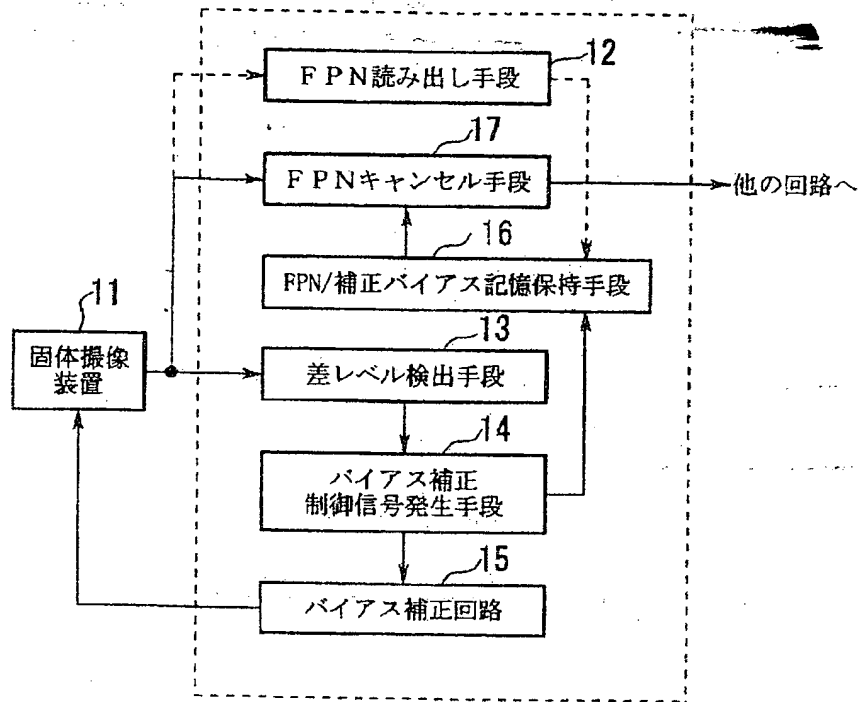 12
ＦＰＮ読み出し手段
17
ＦＰＮキャンセル手段
他の回路へ
16
FPN/補正バイアス記憶保持手段
11
固体撮像
装置
13
差レベル検出手段
14
バイアス補正
制御信号発生手段
15
バイアス補正回路